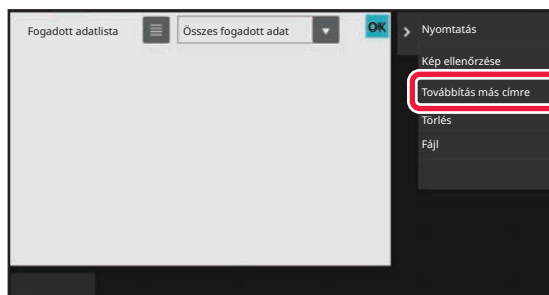 Fogadott adatlista
Összes fogadott adat
OK
Nyomtatás
Kép ellenőrzése
Továbbítás más címre
Törlés
Fájl